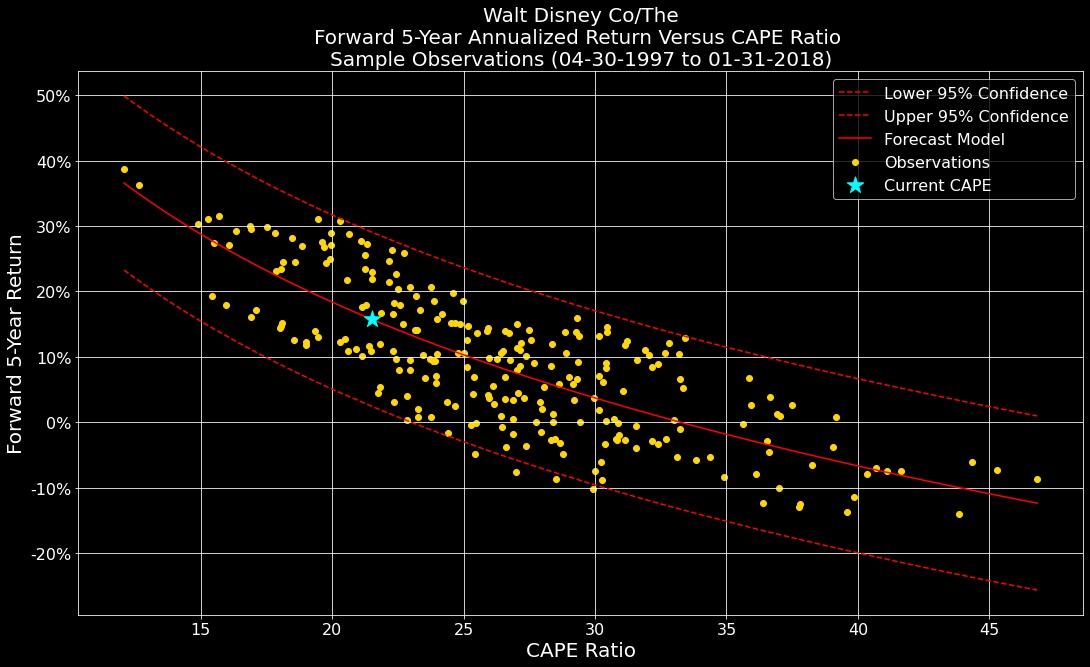 Walt Disney Co/The
Forward 5-Year Annualized Return Versus CAPE Ratio
Sample Observations (04-30-1997 to 01-31-2018)
Lower 95% Confidence
Upper 95% Confidence
Forecast Model
Observations
Current CAPE
Forward 5-Year Return
50%
40%
30%
20%
10%
0%
-10%
-20%
15 20 25 30 35 40 45
CAPE Ratio